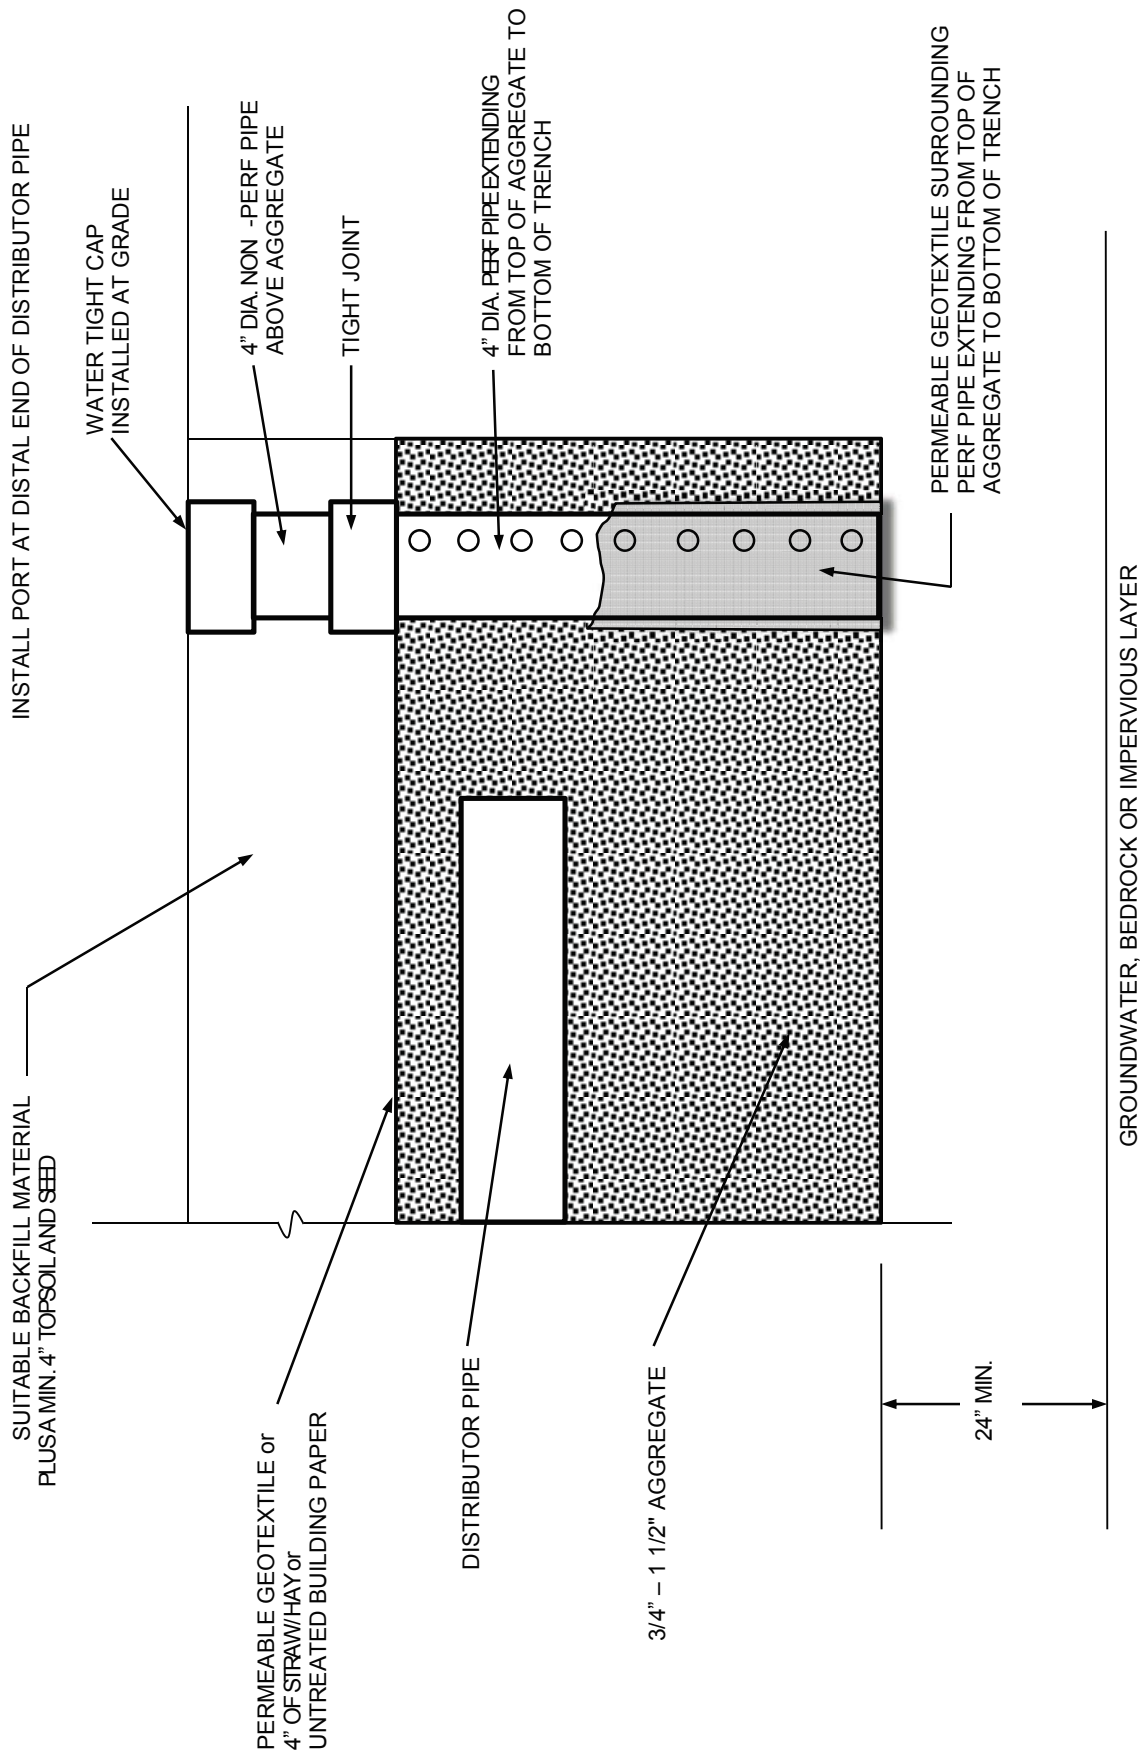 INSTALL PORT AT DISTAL END OF DISTRIBUTOR PIPE
SUITABLE BACKFILL MATERIAL
PLUSA MIN. 4” TOPSOIL AND SEED
WATER TIGHT CAP
INSTALLED AT GRADE
4” DIA. NON -PERF PIPE
ABOVE AGGREGATE
TIGHT JOINT
4” DIA. PERF PIPE EXTENDING
FROM TOP OF AGGREGATE TO
BOTTOM OF TRENCH
PERMEABLE GEOTEXTILE or
4” OF STRAW/HAY or
UNTREATED BUILDING PAPER
DISTRIBUTOR PIPE
3/4” – 1 1/2" AGGREGATE
PERMEABLE GEOTEXTILE SURROUNDING
PERF PIPE EXTENDING FROM TOP OF
AGGREGATE TO BOTTOM OF TRENCH
24” MIN.
GROUNDWATER, BEDROCK OR IMPERVIOUS LAYER